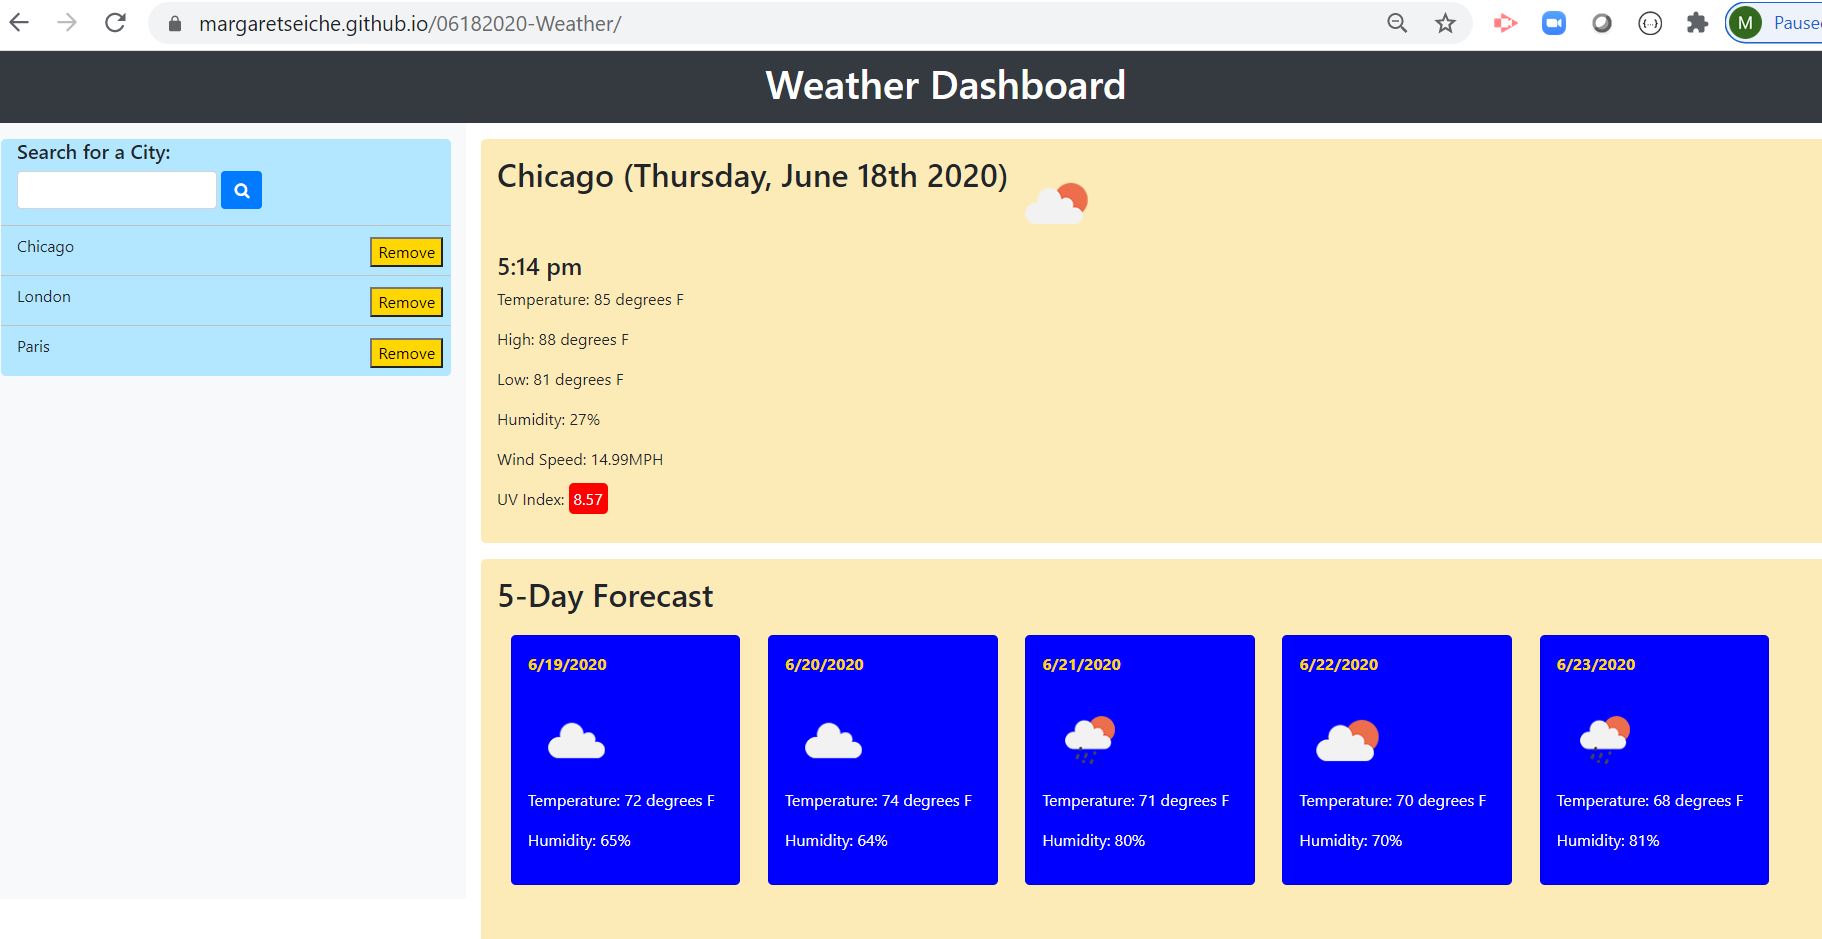 margaretseiche.github.io/06182020-Weather/
M Pause
Weather Dashboard
Search for a City:
Chicago Remove
London Remove
Paris Remove
Chicago (Thursday, June 18th 2020)
5:14 pm
Temperature: 85 degrees F
High: 88 degrees F
Low: 81 degrees F
Humidity: 27%
Wind Speed: 14.99MPH
UV Index: 8.57
5-Day Forecast
6/19/2020
Temperature: 72 degrees F
Humidity: 65%
6/20/2020
Temperature: 74 degrees F
Humidity: 64%
6/21/2020
Temperature: 71 degrees F
Humidity: 80%
6/22/2020
Temperature: 70 degrees F
Humidity: 70%
6/23/2020
Temperature: 68 degrees F
Humidity: 81%